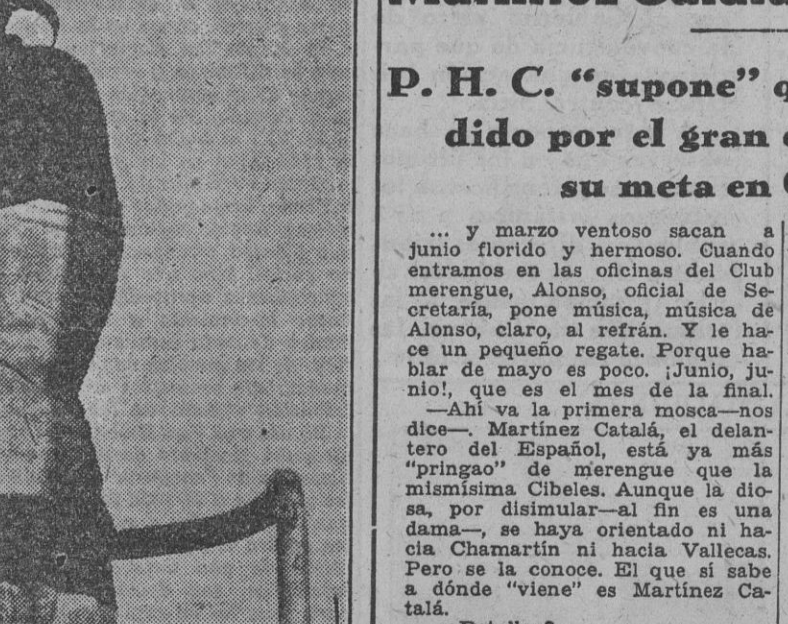 P. H. C. “supone” q
dido por el gran
su meta en
... y marzo ventoso sacan a
junio florido y hermoso. Cuando
entramos en las oficinas del Club
merengue, Alonso, oficial de Se-
cretaría, pone música, música de
Alonso, claro, al refrán. Y le ha-
ce un pequeño regate. Porque ha-
blar de mayo es poco. ¡Junio, ju-
nio!, que es el mes de la final.
—Ahí va la primera mosca—nos
dice—. Martínez Catalá, el delan-
tero del Español, está ya más
“pringao” de merengue que la
mismísima Cibeles. Aunque la dio-
sa, por disimular—al fin es una
dama—, se haya orientado ni ha-
cia Chamartín ni hacia Vallecas.
Pero se la conoce. El que sí sabe
a dónde “viene” es Martínez Ca-
talá.